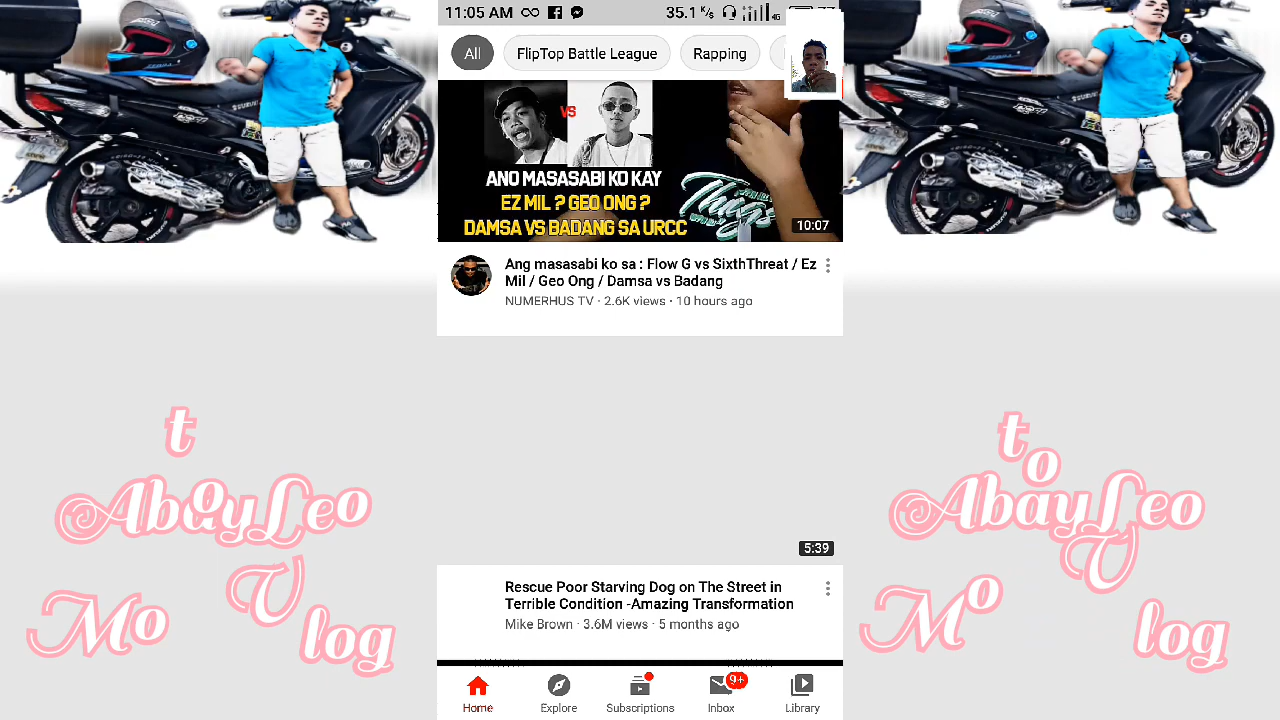 11:05 AM
35.1 K/s
4G
All
FlipTop Battle League
Rapping
VS
ANO MASASABI KO KAY
EZ MIL ? GEO ONG ?
DAMSA VS BADANG SA URCC
10:07
Ang masasabi ko sa : Flow G vs SixthThreat / Ez
Mil / Geo Ong / Damsa vs Badang
NUMERHUS TV · 2.6K views · 10 hours ago
5:39
Rescue Poor Starving Dog on The Street in
Terrible Condition -Amazing Transformation
Mike Brown · 3.6M views · 5 months ago
Home
Explore
Subscriptions
9+
Inbox
Library
t
o
AbayLeo
V
Mo
log
t
o
AbayLeo
V
Mo
log
SUZUKI
SUZUKI